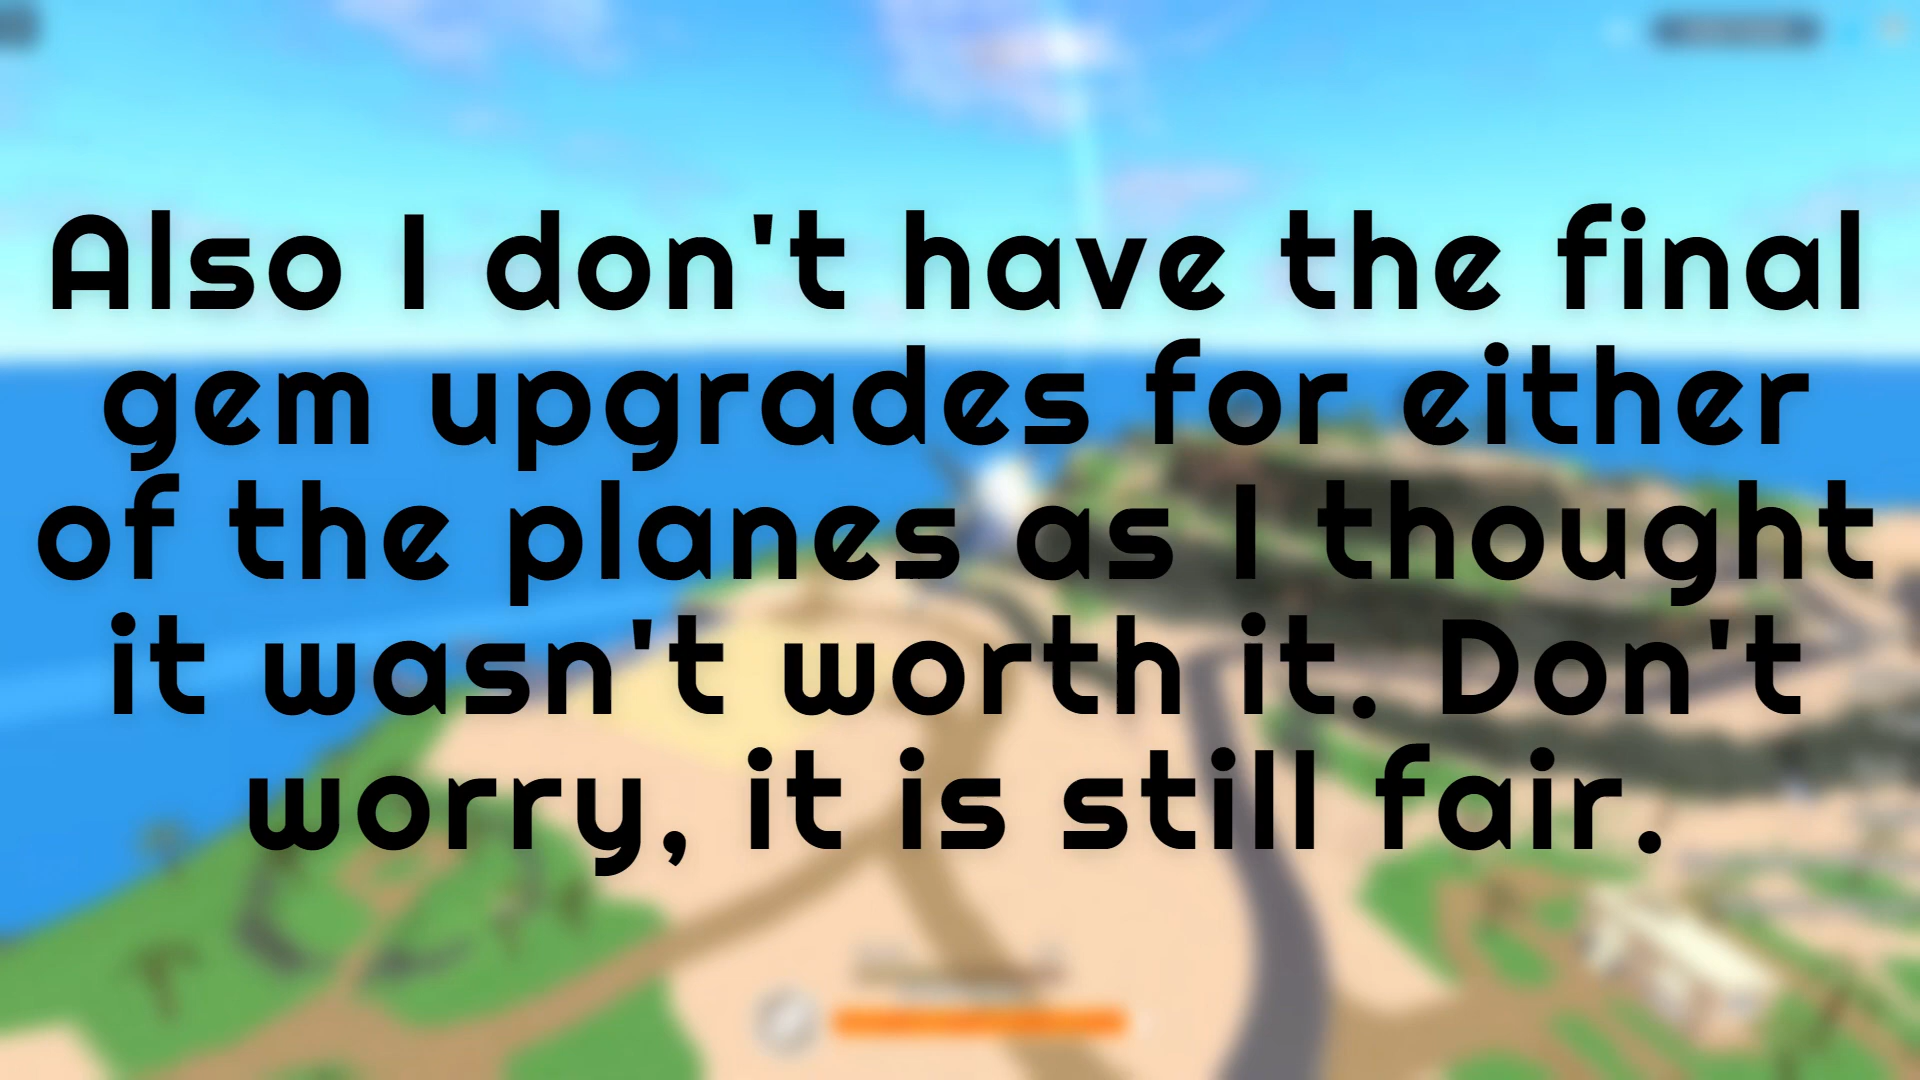 Also I don't have the final
gem upgrades for either
of the planes as I thought
it wasn't worth it. Don't
worry, it is still fair.